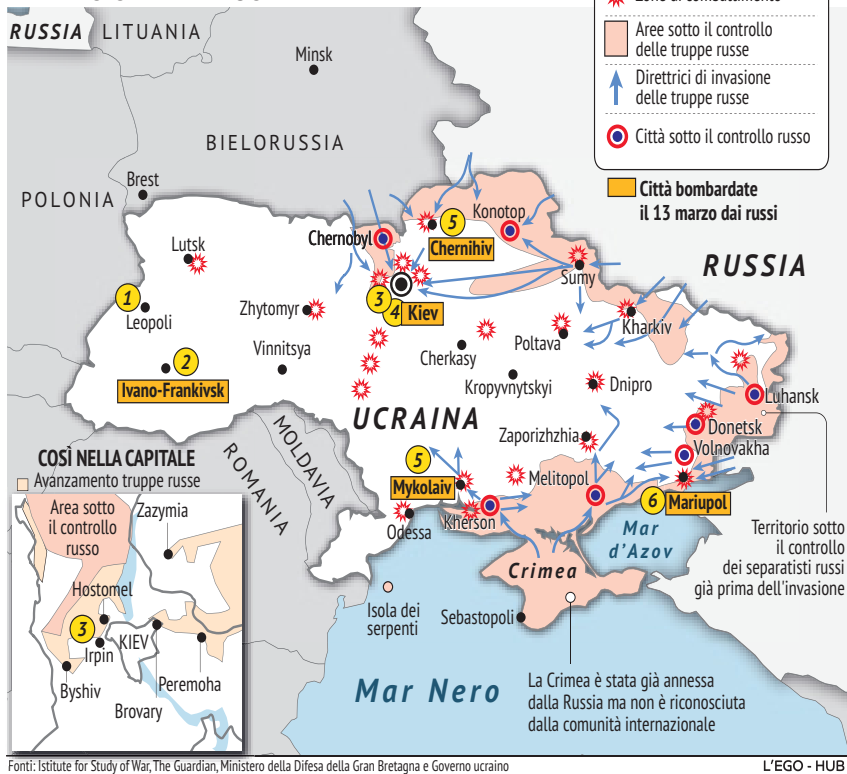 Zone di combattimento
Aree sotto il controllo
delle truppe russe
Direttrici di invasione
delle truppe russe
Città sotto il controllo russo
Città bombardate
il 13 marzo dai russi
RUSSIA
LITUANIA
Minsk
BIELORUSSIA
POLONIA
Brest
Lutsk
Chernobyl
5
Konotop
Chernihiv
Sumy
RUSSIA
1
Leopoli
Zhytomyr
3
4
Kiev
Kharkiv
2
Ivano-Frankivsk
Vinnitsya
Cherkasy
Poltava
Kropyvnytskyi
Dnipro
Luhansk
UCRAINA
Donetsk
Zaporizhzhia
Volnovakha
MOLDAVIA
ROMANIA
5
Mykolaiv
Melitopol
6
Mariupol
Odessa
Kherson
Mar
d'Azov
Crimea
Territorio sotto
il controllo
dei separatisti russi
già prima dell'invasione
Isola dei
serpenti
Sebastopoli
Mar Nero
La Crimea è stata già annessa
dalla Russia ma non è riconosciuta
dalla comunità internazionale
COSÌ NELLA CAPITALE
Avanzamento truppe russe
Area sotto
il controllo
russo
Zazymia
Hostomel
3
KIEV
Irpin
Byshiv
Peremoha
Brovary
Fonti: Istitute for Study of War, The Guardian, Ministero della Difesa della Gran Bretagna e Governo ucraino
L'EGO - HUB